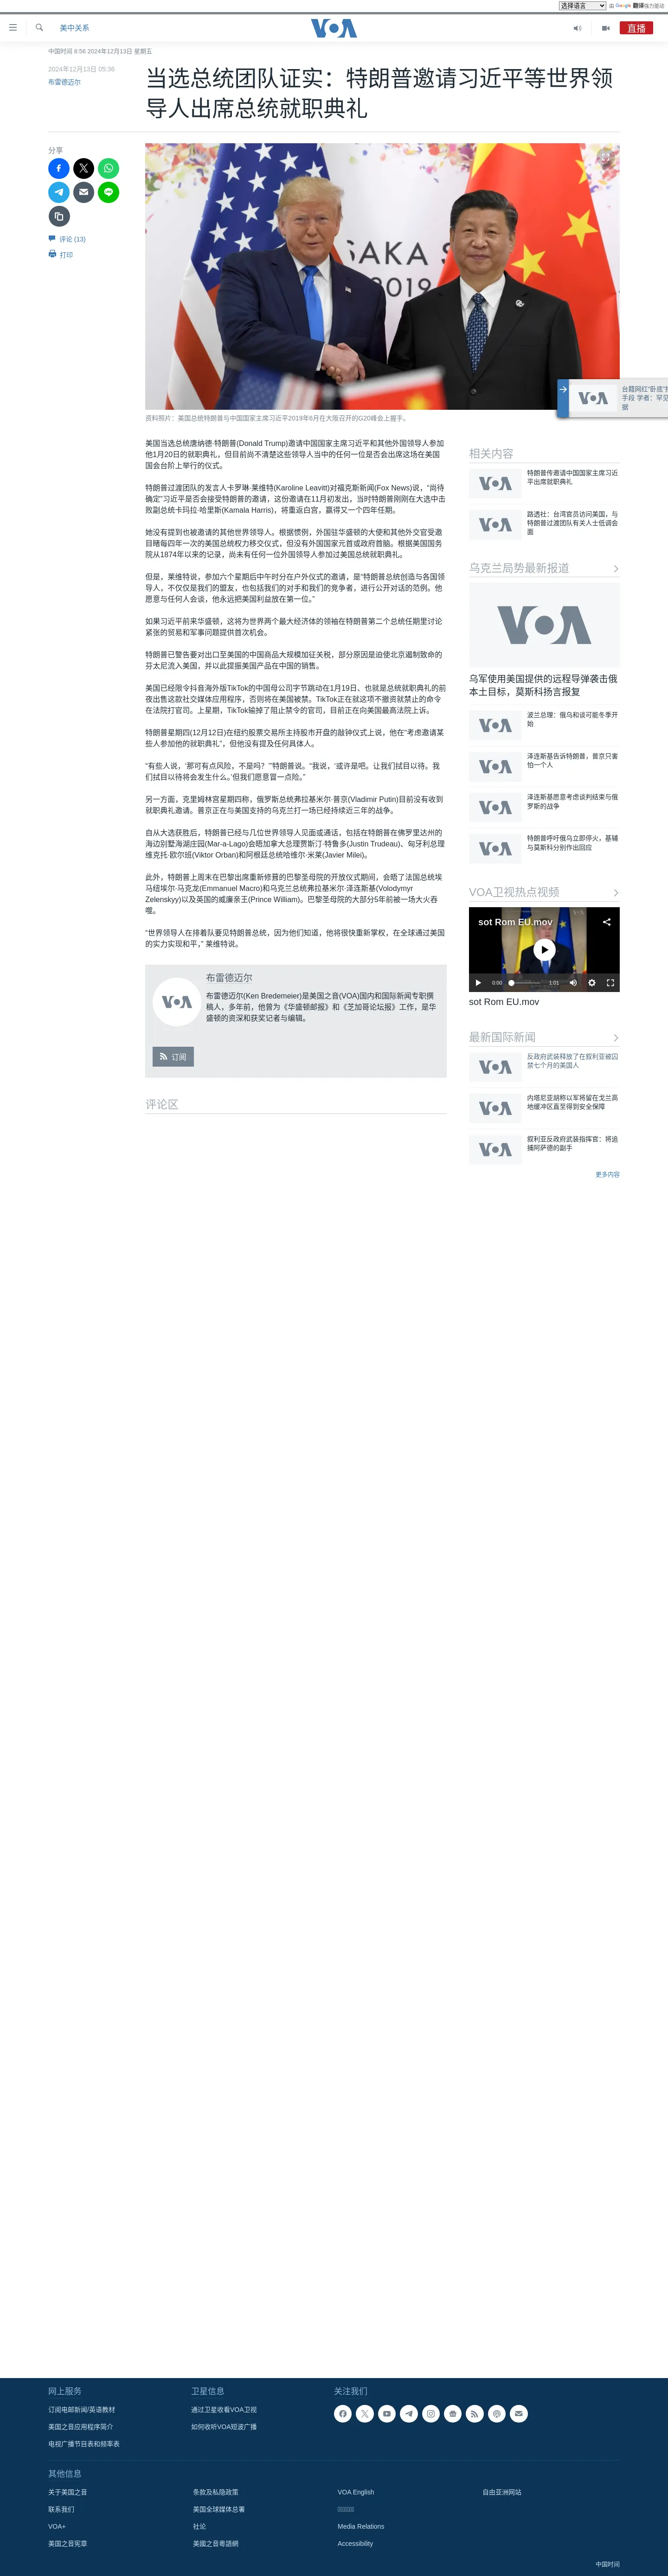 选择语言
由 Google 翻译强力驱动
美中关系
VOA
直播
中国时间 8:56 2024年12月13日 星期五
2024年12月13日 05:36
布雷德迈尔
当选总统团队证实：特朗普邀请习近平等世界领
导人出席总统就职典礼
分享
评论 (13)
打印
SAKA S
2019
资料照片：美国总统特朗普与中国国家主席习近平2019年6月在大阪召开的G20峰会上握手。
台籍网红“卧底”
手段 学者：罕见
据
美国当选总统唐纳德·特朗普(Donald Trump)邀请中国国家主席习近平和其他外国领导人参加
他1月20日的就职典礼，但目前尚不清楚这些领导人当中的任何一位是否会出席这场在美国
国会台阶上举行的仪式。
特朗普过渡团队的发言人卡罗琳·莱维特(Karoline Leavitt)对福克斯新闻(Fox News)说，“尚待
确定”习近平是否会接受特朗普的邀请，这份邀请在11月初发出，当时特朗普刚刚在大选中击
败副总统卡玛拉·哈里斯(Kamala Harris)，将重返白宫，赢得又一个四年任期。
她没有提到也被邀请的其他世界领导人。根据惯例，外国驻华盛顿的大使和其他外交官受邀
目睹每四年一次的美国总统权力移交仪式，但没有外国国家元首或政府首脑。根据美国国务
院从1874年以来的记录，尚未有任何一位外国领导人参加过美国总统就职典礼。
但是，莱维特说，参加六个星期后中午时分在户外仪式的邀请，是“特朗普总统创造与各国领
导人，不仅仅是我们的盟友，也包括我们的对手和我们的竞争者，进行公开对话的范例。他
愿意与任何人会谈，他永远把美国利益放在第一位。”
如果习近平前来华盛顿，这将为世界两个最大经济体的领袖在特朗普第二个总统任期里讨论
紧张的贸易和军事问题提供首次机会。
特朗普已警告要对出口至美国的中国商品大规模加征关税，部分原因是迫使北京遏制致命的
芬太尼流入美国，并以此提振美国产品在中国的销售。
美国已经限令抖音海外版TikTok的中国母公司字节跳动在1月19日、也就是总统就职典礼的前
夜出售这款社交媒体应用程序，否则将在美国被禁。TikTok正在就这项不撤资就禁止的命令
在法院打官司。上星期，TikTok输掉了阻止禁令的官司，目前正在向美国最高法院上诉。
特朗普星期四(12月12日)在纽约股票交易所主持股市开盘的敲钟仪式上说，他在“考虑邀请某
些人参加他的就职典礼”，但他没有提及任何具体人。
“有些人说，‘那可有点风险，不是吗？’”特朗普说。“我说，‘或许是吧。让我们拭目以待。我
们拭目以待将会发生什么。’但我们愿意冒一点险。”
另一方面，克里姆林宫星期四称，俄罗斯总统弗拉基米尔·普京(Vladimir Putin)目前没有收到
就职典礼邀请。普京正在与美国支持的乌克兰打一场已经持续近三年的战争。
自从大选获胜后，特朗普已经与几位世界领导人见面或通话，包括在特朗普在佛罗里达州的
海边别墅海湖庄园(Mar-a-Lago)会晤加拿大总理贾斯汀·特鲁多(Justin Trudeau)、匈牙利总理
维克托·欧尔班(Viktor Orban)和阿根廷总统哈维尔·米莱(Javier Milei)。
此外，特朗普上周末在巴黎出席重新修葺的巴黎圣母院的开放仪式期间，会晤了法国总统埃
马纽埃尔·马克龙(Emmanuel Macro)和乌克兰总统弗拉基米尔·泽连斯基(Volodymyr
Zelenskyy)以及英国的威廉亲王(Prince William)。巴黎圣母院的大部分5年前被一场大火吞
噬。
“世界领导人在排着队要见特朗普总统，因为他们知道，他将很快重新掌权，在全球通过美国
的实力实现和平，”莱维特说。
VOA
布雷德迈尔
布雷德迈尔(Ken Bredemeier)是美国之音(VOA)国内和国际新闻专职撰
稿人，多年前，他曾为《华盛顿邮报》和《芝加哥论坛报》工作，是华
盛顿的资深和获奖记者与编辑。
订阅
评论区
相关内容
特朗普传邀请中国国家主席习近
平出席就职典礼
路透社：台湾官员访问美国，与
特朗普过渡团队有关人士低调会
面
乌克兰局势最新报道
VOA
乌军使用美国提供的远程导弹袭击俄
本土目标，莫斯科扬言报复
波兰总理：俄乌和谈可能冬季开
始
泽连斯基告诉特朗普，普京只害
怕一个人
泽连斯基愿意考虑谈判结束与俄
罗斯的战争
特朗普呼吁俄乌立即停火，基辅
与莫斯科分别作出回应
VOA卫视热点视频
sot Rom EU.mov
0:00
1:01
sot Rom EU.mov
最新国际新闻
反政府武装释放了在叙利亚被囚
禁七个月的美国人
内塔尼亚胡称以军将留在戈兰高
地缓冲区直至得到安全保障
叙利亚反政府武装指挥官：将追
捕阿萨德的副手
更多内容
网上服务
订阅电邮新闻/英语教材
美国之音应用程序简介
电视广播节目表和频率表
卫星信息
通过卫星收看VOA卫视
如何收听VOA短波广播
关注我们
其他信息
关于美国之音
条款及私隐政策
VOA English
自由亚洲网站
联系我们
美国全球媒体总署
VOA+
社论
Media Relations
美国之音宪章
美國之音粵語網
Accessibility
中国时间